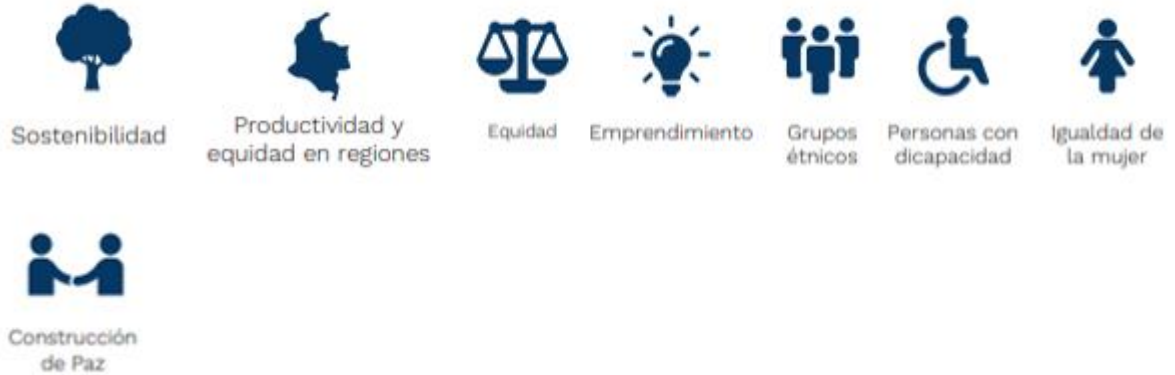 Sostenibilidad
Productividad y
equidad en regiones
Equidad
Emprendimiento
Grupos
étnicos
Personas con
dicapacidad
Igualdad de
la mujer
Construcción
de Paz